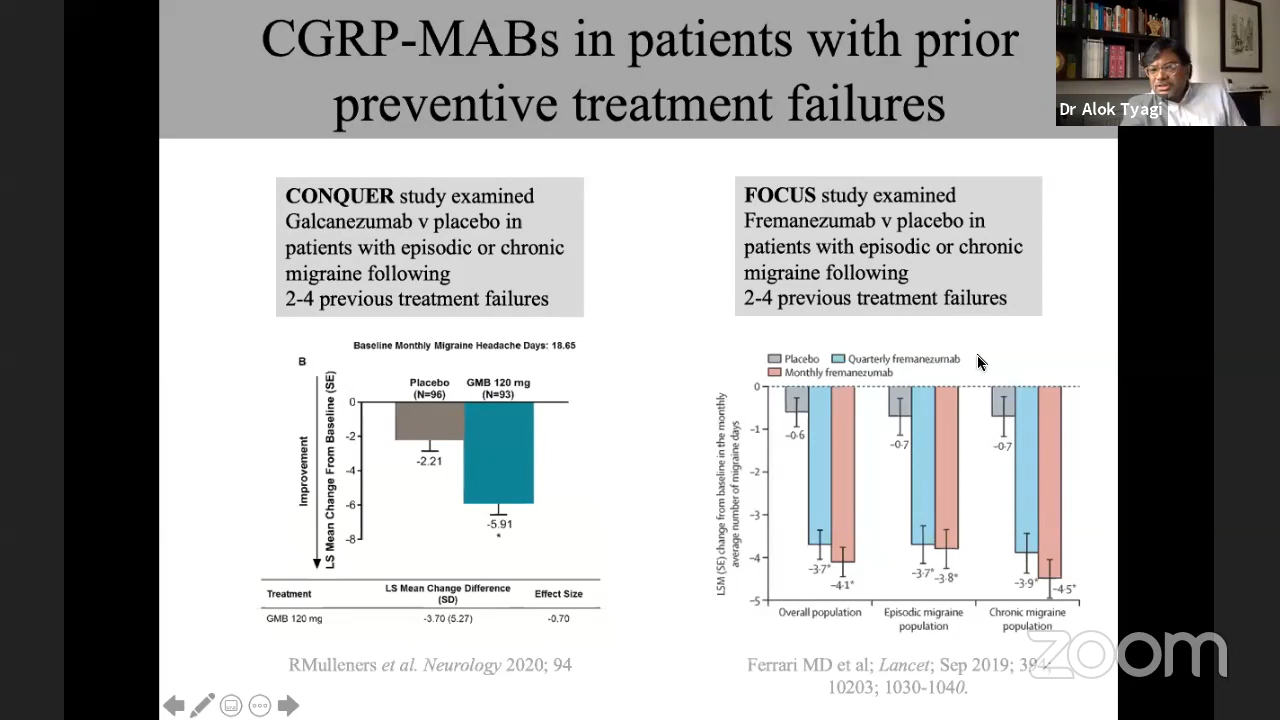 CGRP-MABs in patients with prior
preventive treatment failures
Dr Alok Tyagi
CONQUER study examined
Galcanezumab v placebo in
patients with episodic or chronic
migraine following
2-4 previous treatment failures
Baseline Monthly Migraine Headache Days: 18.65
B
Placebo
(N=96)
GMB 120 mg
(N=93)
Improvement
LS Mean Change From Baseline (SE)
0
-2
-4
-6
-8
-2.21
-5.91
*
Treatment
LS Mean Change Difference
(SD)
Effect Size
GMB 120 mg
-3.70 (5.27)
-0.70
RMulleners et al. Neurology 2020; 94
FOCUS study examined
Fremanezumab v placebo in
patients with episodic or chronic
migraine following
2-4 previous treatment failures
Placebo
Quarterly fremanezumab
Monthly fremanezumab
LSM (SE) change from baseline in the monthly
average number of migraine days
0
-1
-2
-3
-4
-5
-0·6
-3·7*
-4·1*
-0·7
-3·7*
-3·8*
-0·7
-3·9*
-4·5*
Overall population
Episodic migraine
population
Chronic migraine
population
Ferrari MD et al; Lancet; Sep 2019; 394;
10203; 1030-1040.
zoom